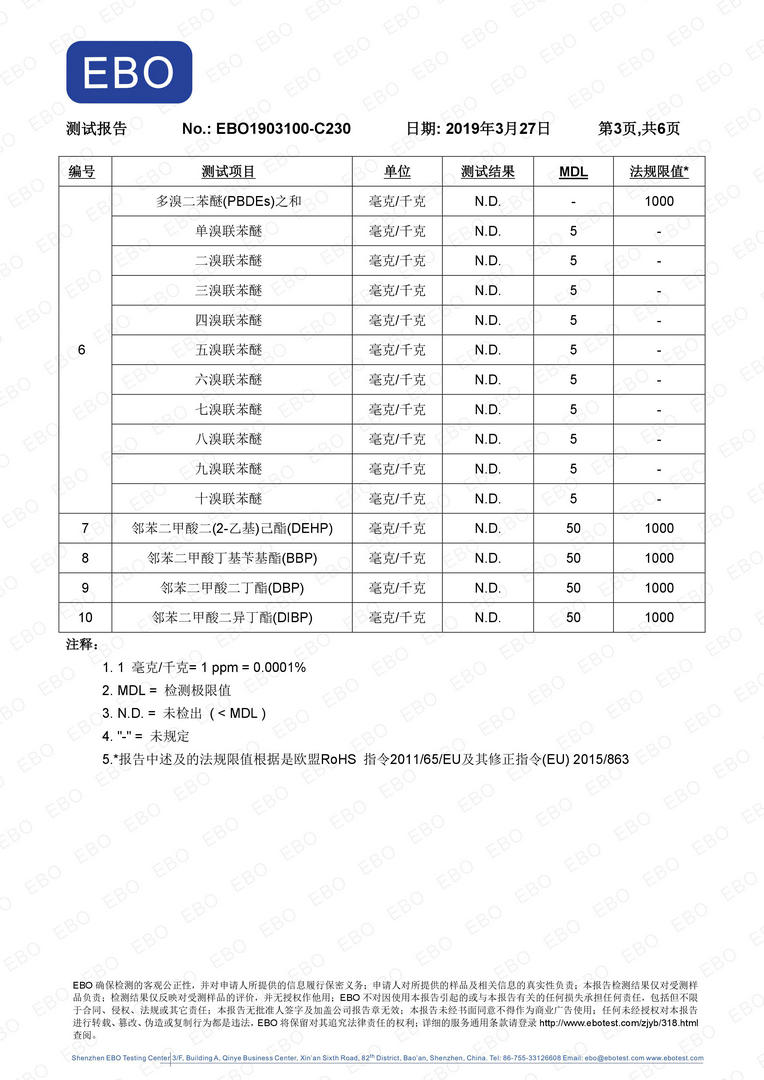 EBO
测试报告 No.: EBO1903100-C230 日期: 2019年3月27日 第3页,共6页
编号 测试项目 单位 测试结果 MDL 法规限值*
多溴二苯醚(PBDEs)之和 毫克/千克 N.D. - 1000
单溴联苯醚 毫克/千克 N.D. 5 -
二溴联苯醚 毫克/千克 N.D. 5 -
三溴联苯醚 毫克/千克 N.D. 5 -
四溴联苯醚 毫克/千克 N.D. 5 -
6 五溴联苯醚 毫克/千克 N.D. 5 -
六溴联苯醚 毫克/千克 N.D. 5 -
七溴联苯醚 毫克/千克 N.D. 5 -
八溴联苯醚 毫克/千克 N.D. 5 -
九溴联苯醚 毫克/千克 N.D. 5 -
十溴联苯醚 毫克/千克 N.D. 5 -
7 邻苯二甲酸二(2-乙基)己酯(DEHP) 毫克/千克 N.D. 50 1000
8 邻苯二甲酸丁基苄基酯(BBP) 毫克/千克 N.D. 50 1000
9 邻苯二甲酸二丁酯(DBP) 毫克/千克 N.D. 50 1000
10 邻苯二甲酸二异丁酯(DIBP) 毫克/千克 N.D. 50 1000
注释：
1. 1 毫克/千克= 1 ppm = 0.0001%
2. MDL = 检测极限值
3. N.D. = 未检出 ( < MDL )
4. "-" = 未规定
5.*报告中述及的法规限值根据是欧盟RoHS 指令2011/65/EU及其修正指令(EU) 2015/863
EBO 确保检测的客观公正性，并对申请人所提供的信息履行保密义务；申请人对所提供的样品及相关信息的真实性负责；本报告检测结果仅对受测样
品负责；检测结果仅反映对受测样品的评价，并无授权作他用；EBO 不对因使用本报告引起的或与本报告有关的任何损失承担任何责任，包括但不限
于合同、侵权、法规或其它责任；本报告无批准人签字及加盖公司报告章无效；本报告未经书面同意不得作为商业广告使用；任何未经授权对本报告
进行转载、篡改、伪造或复制行为都是违法，EBO 将保留对其追究法律责任的权利；详细的服务通用条款请登录 http://www.ebotest.com/zjyb/318.html
查阅。
Shenzhen EBO Testing Center 3/F, Building A, Qinye Business Center, Xin'an Sixth Road, 82th District, Bao'an, Shenzhen, China. Tel: 86-755-33126608 Email: ebo@ebotest.com www.ebotest.com